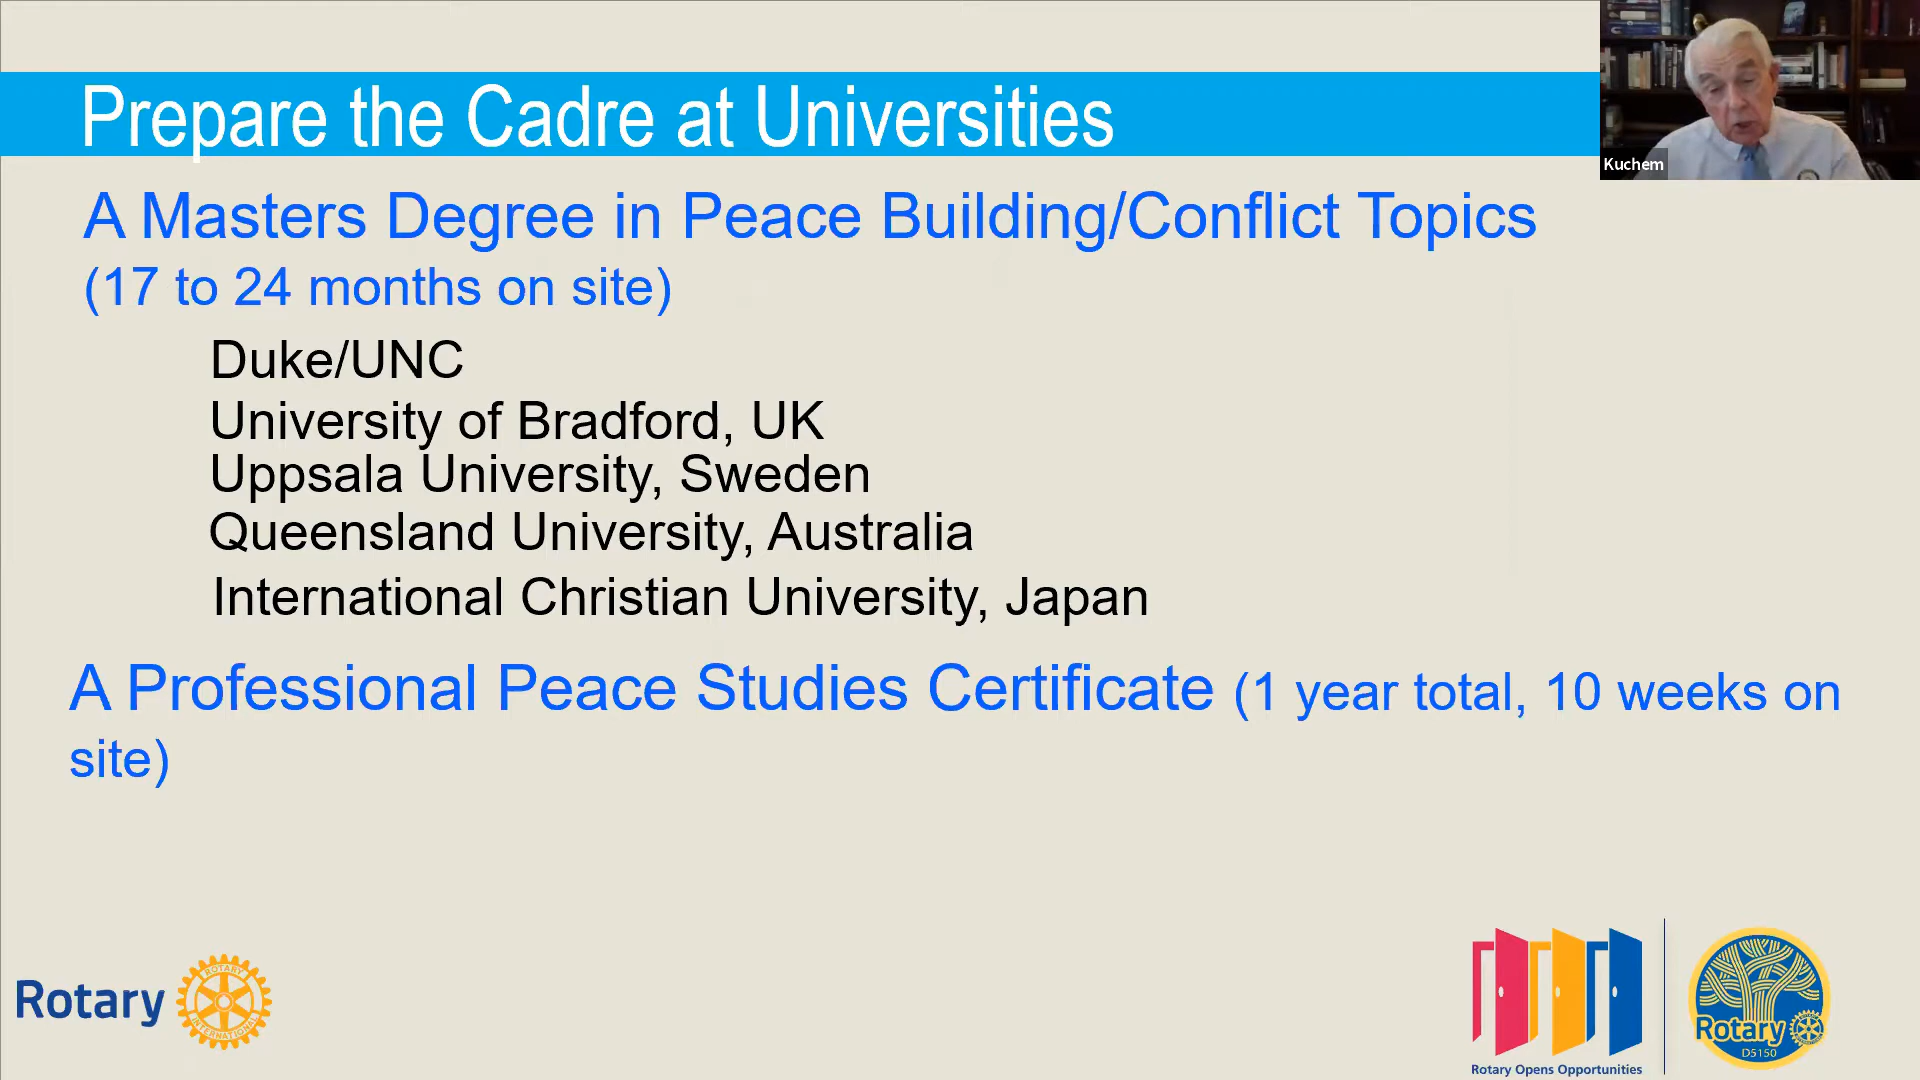 Prepare the Cadre at Universities
Kuchem
A Masters Degree in Peace Building/Conflict Topics
(17 to 24 months on site)
Duke/UNC
University of Bradford, UK
Uppsala University, Sweden
Queensland University, Australia
International Christian University, Japan
A Professional Peace Studies Certificate (1 year total, 10 weeks on
site)
Rotary
ROTARY
INTERNATIONAL
Rotary Opens Opportunities
Rotary
D5150